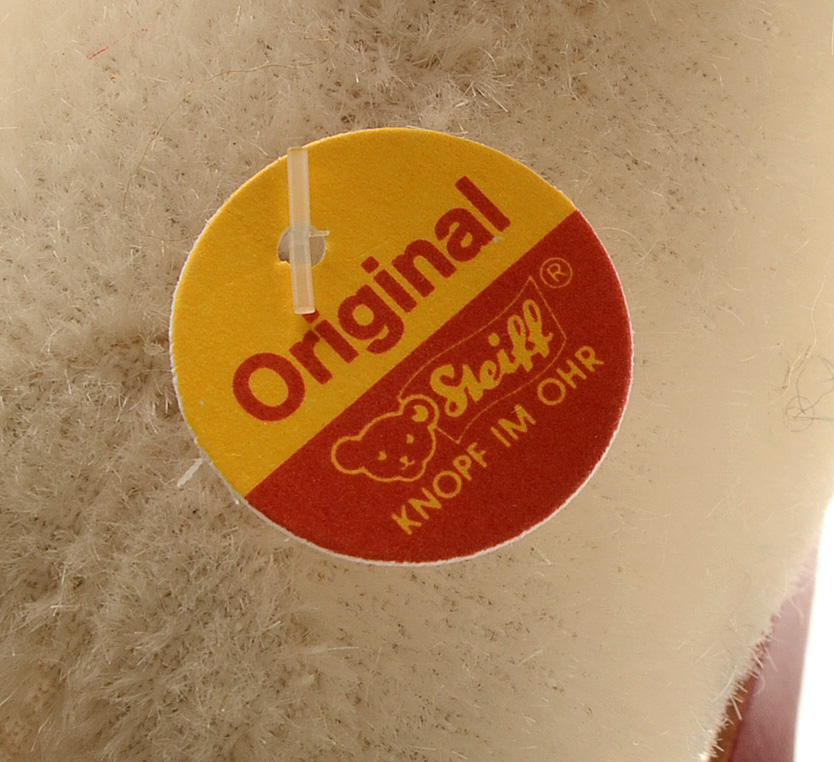 Original
Steiff ®
KNOPF IM OHR